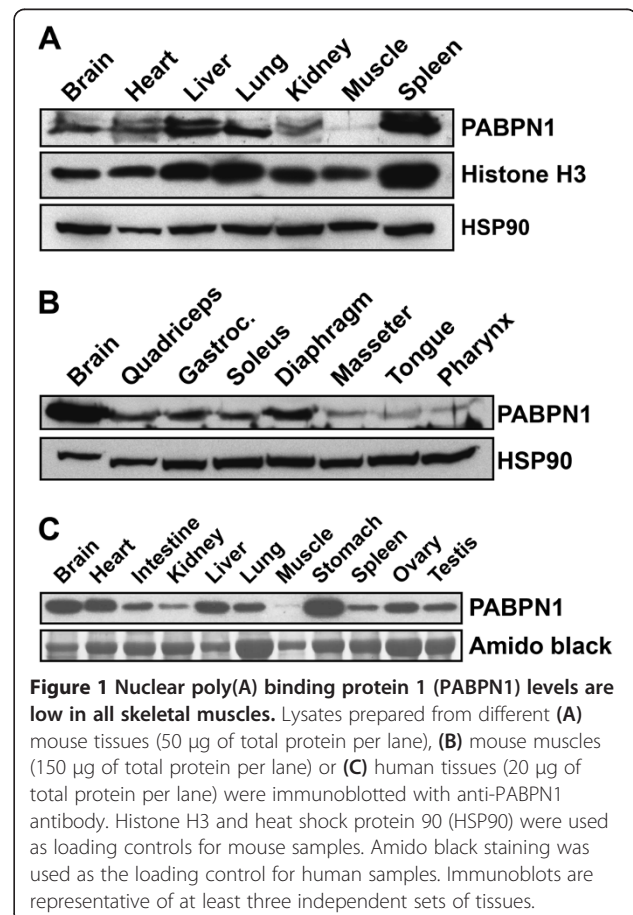 A
Brain Heart Liver Lung Kidney Muscle Spleen
PABPN1
Histone H3
HSP90
B
Brain Quadriceps Gastroc. Soleus Diaphragm Masseter Tongue Pharynx
PABPN1
HSP90
C
Brain Heart Intestine Kidney Liver Lung Muscle Stomach Spleen Ovary Testis
PABPN1
Amido black
Figure 1 Nuclear poly(A) binding protein 1 (PABPN1) levels are
low in all skeletal muscles. Lysates prepared from different (A)
mouse tissues (50 μg of total protein per lane), (B) mouse muscles
(150 μg of total protein per lane) or (C) human tissues (20 μg of
total protein per lane) were immunoblotted with anti-PABPN1
antibody. Histone H3 and heat shock protein 90 (HSP90) were used
as loading controls for mouse samples. Amido black staining was
used as the loading control for human samples. Immunoblots are
representative of at least three independent sets of tissues.